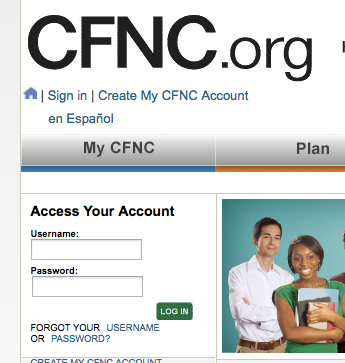 CFNC.org
| Sign in | Create My CFNC Account
en Español
My CFNC
Plan
Access Your Account
Username:
Password:
LOG IN
FORGOT YOUR USERNAME
OR PASSWORD?
CREATE MY CFNC ACCOUNT